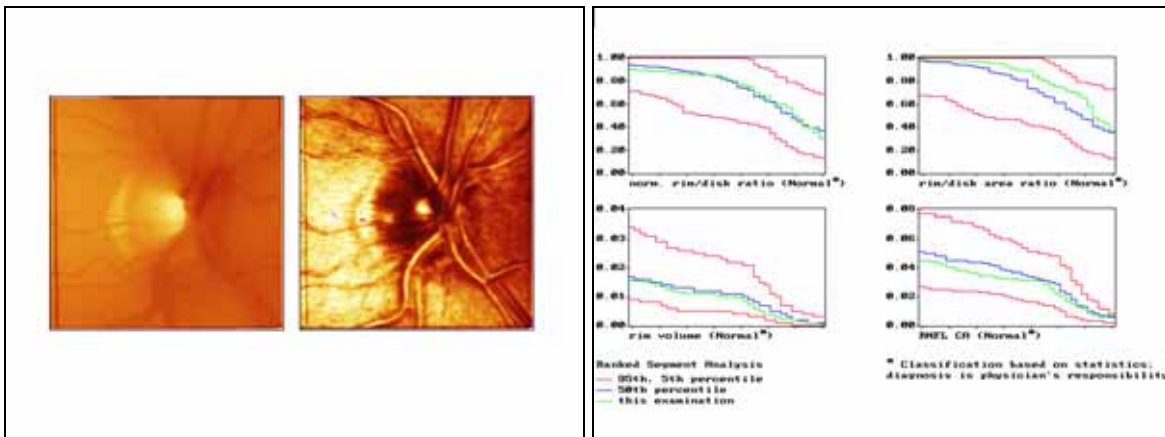 1.00
0.80
0.60
0.40
0.20
0.00
norm. rim/disk ratio (Normal*)
1.00
0.80
0.60
0.40
0.20
0.00
rim/disk area ratio (Normal*)
0.04
0.03
0.02
0.01
0.00
rim volume (Normal*)
0.08
0.06
0.04
0.02
0.00
RNFL CA (Normal*)
Ranked Segment Analysis
95th, 5th percentile
50th percentile
this examination
* Classification based on statistics;
diagnosis is physician's responsibility